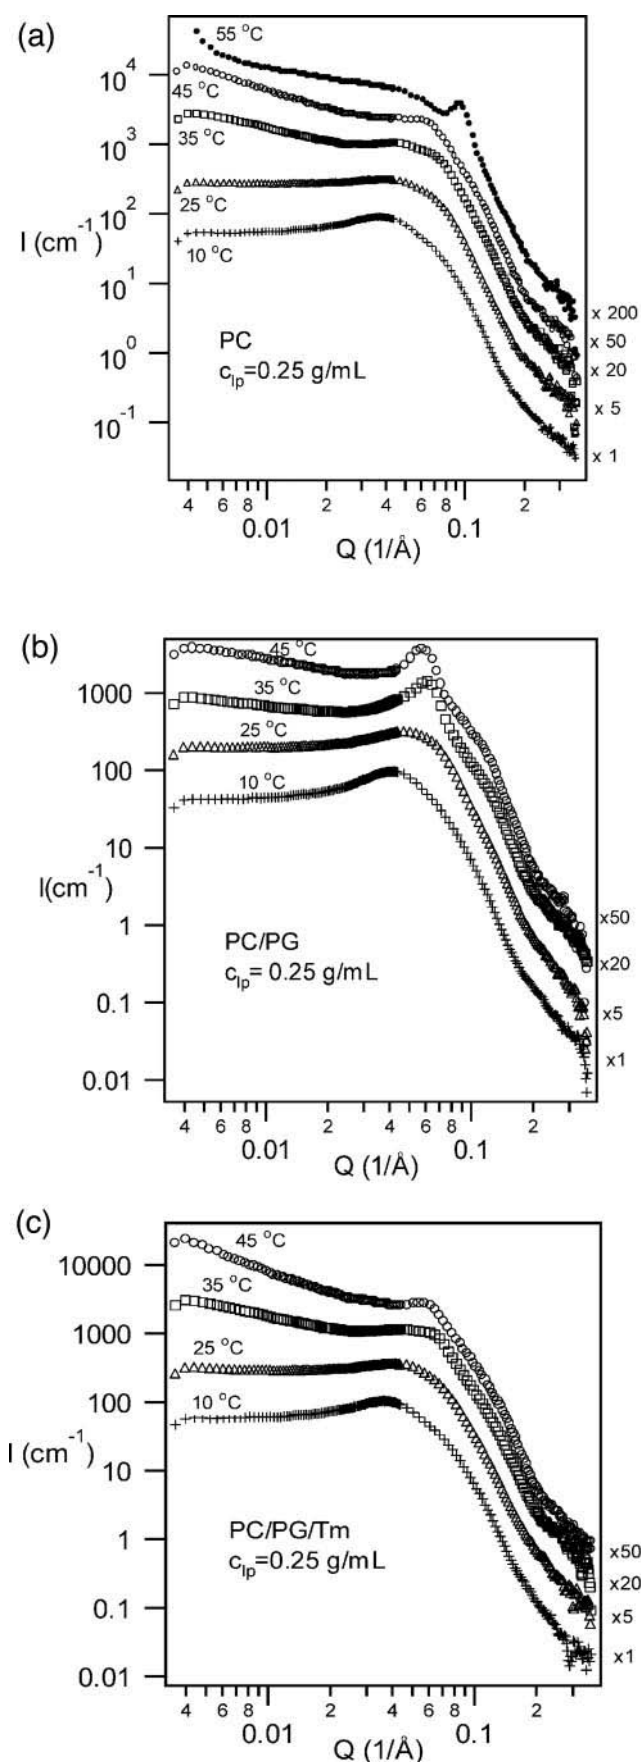 (a)
55 °C
10^4
45 °C
10^3
35 °C
10^2
25 °C
I (cm^-1)
10 °C
10^1
x 200
x 50
10^0
PC
x 20
c_lp=0.25 g/mL
x 5
10^-1
x 1
4 6 8 2 4 6 8 2
0.01 0.1
Q (1/Å)
(b)
45 °C
1000
35 °C
25 °C
100
10 °C
10
I(cm^-1)
x50
1
PC/PG
x20
c_lp= 0.25 g/mL
0.1
x5
x1
0.01
4 6 8 2 4 6 8 2
0.01 0.1
Q (1/Å)
(c)
45 °C
10000
35 °C
1000
25 °C
100
10 °C
I (cm^-1)
10
PC/PG/Tm
1
x50
c_lp=0.25 g/mL
x20
0.1
x5
x1
0.01
4 6 8 2 4 6 8 2
0.01 0.1
Q (1/Å)